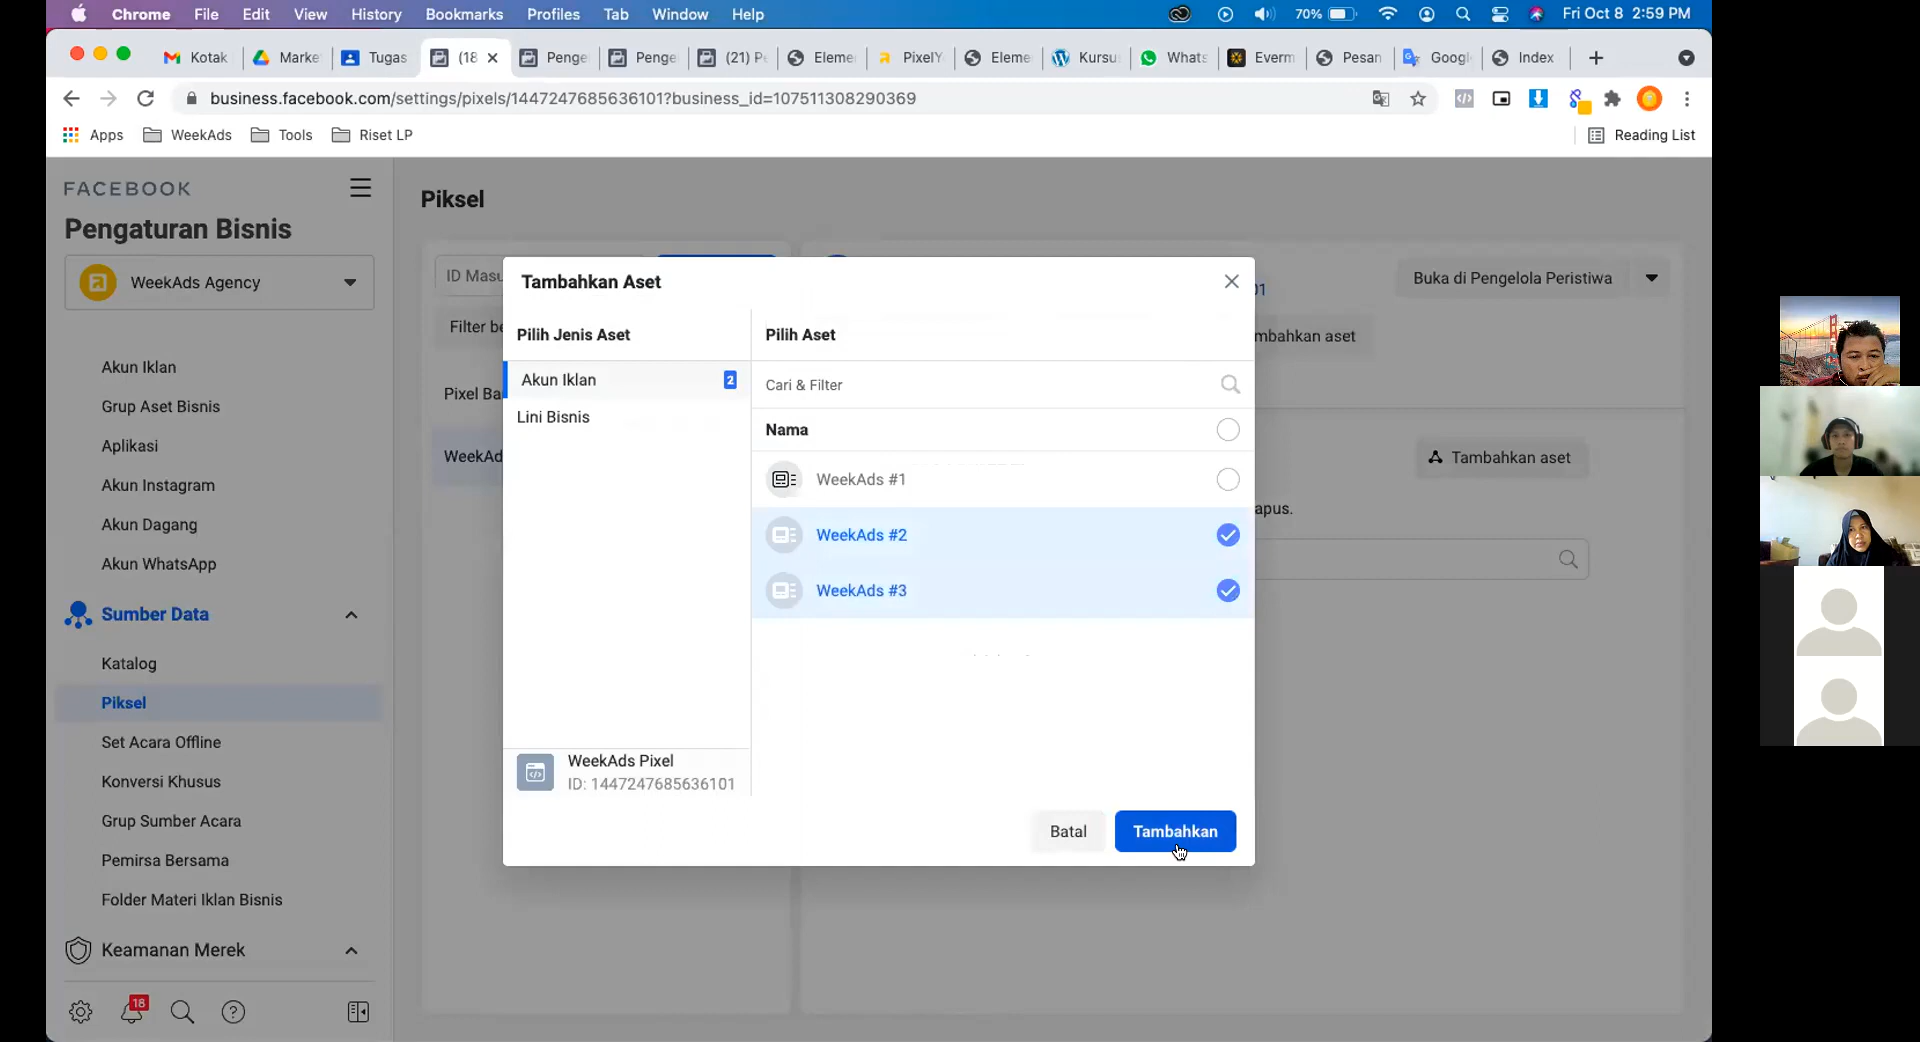 Chrome File Edit View History Bookmarks Profiles Tab Window Help 70% Fri Oct 8 2:59 PM
Kotak Marke Tugas (18 Penge Penge (21) P Eleme PixelY Eleme Kursu Whats Everm Pesan Googl Index
business.facebook.com/settings/pixels/1447247685636101?business_id=107511308290369
Apps WeekAds Tools Riset LP Reading List
FACEBOOK
Pengaturan Bisnis
WeekAds Agency
Akun Iklan
Grup Aset Bisnis
Aplikasi
Akun Instagram
Akun Dagang
Akun WhatsApp
Sumber Data
Katalog
Piksel
Set Acara Offline
Konversi Khusus
Grup Sumber Acara
Pemirsa Bersama
Folder Materi Iklan Bisnis
Keamanan Merek
18
Piksel
ID Masu
Filter be
Pixel Ba
WeekAd
01
Buka di Pengelola Peristiwa
mbahkan aset
Tambahkan aset
apus.
Tambahkan Aset
Pilih Jenis Aset
Akun Iklan 2
Lini Bisnis
WeekAds Pixel
ID: 1447247685636101
Pilih Aset
Cari & Filter
Nama
WeekAds #1
WeekAds #2
WeekAds #3
Batal Tambahkan